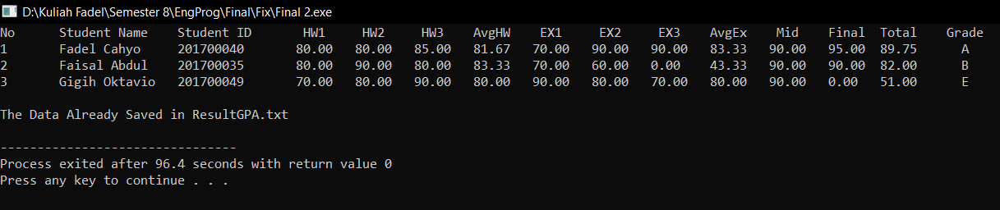 D:\Kuliah Fadel\Semester 8\EngProg\Final\Fix\Final 2.exe
No Student Name Student ID HW1 HW2 HW3 AvgHW EX1 EX2 EX3 AvgEx Mid Final Total Grade
1 Fadel Cahyo 201700040 80.00 80.00 85.00 81.67 70.00 90.00 90.00 83.33 90.00 95.00 89.75 A
2 Faisal Abdul 201700035 80.00 90.00 80.00 83.33 70.00 60.00 0.00 43.33 90.00 90.00 82.00 B
3 Gigih Oktavio 201700049 70.00 80.00 90.00 80.00 90.00 80.00 70.00 80.00 90.00 0.00 51.00 E
The Data Already Saved in ResultGPA.txt
--------------------------------
Process exited after 96.4 seconds with return value 0
Press any key to continue . . .